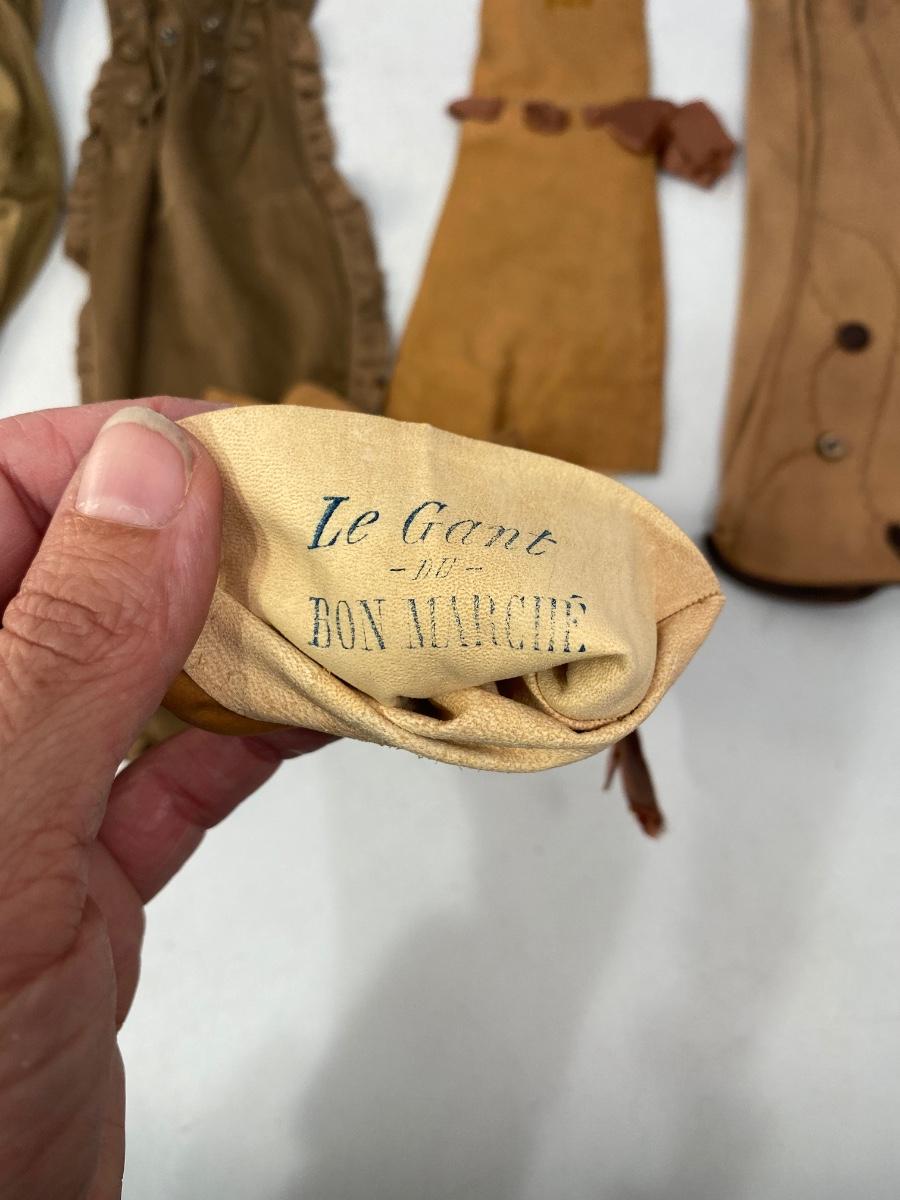 Le Gant
- DU -
BON MARCHÉ